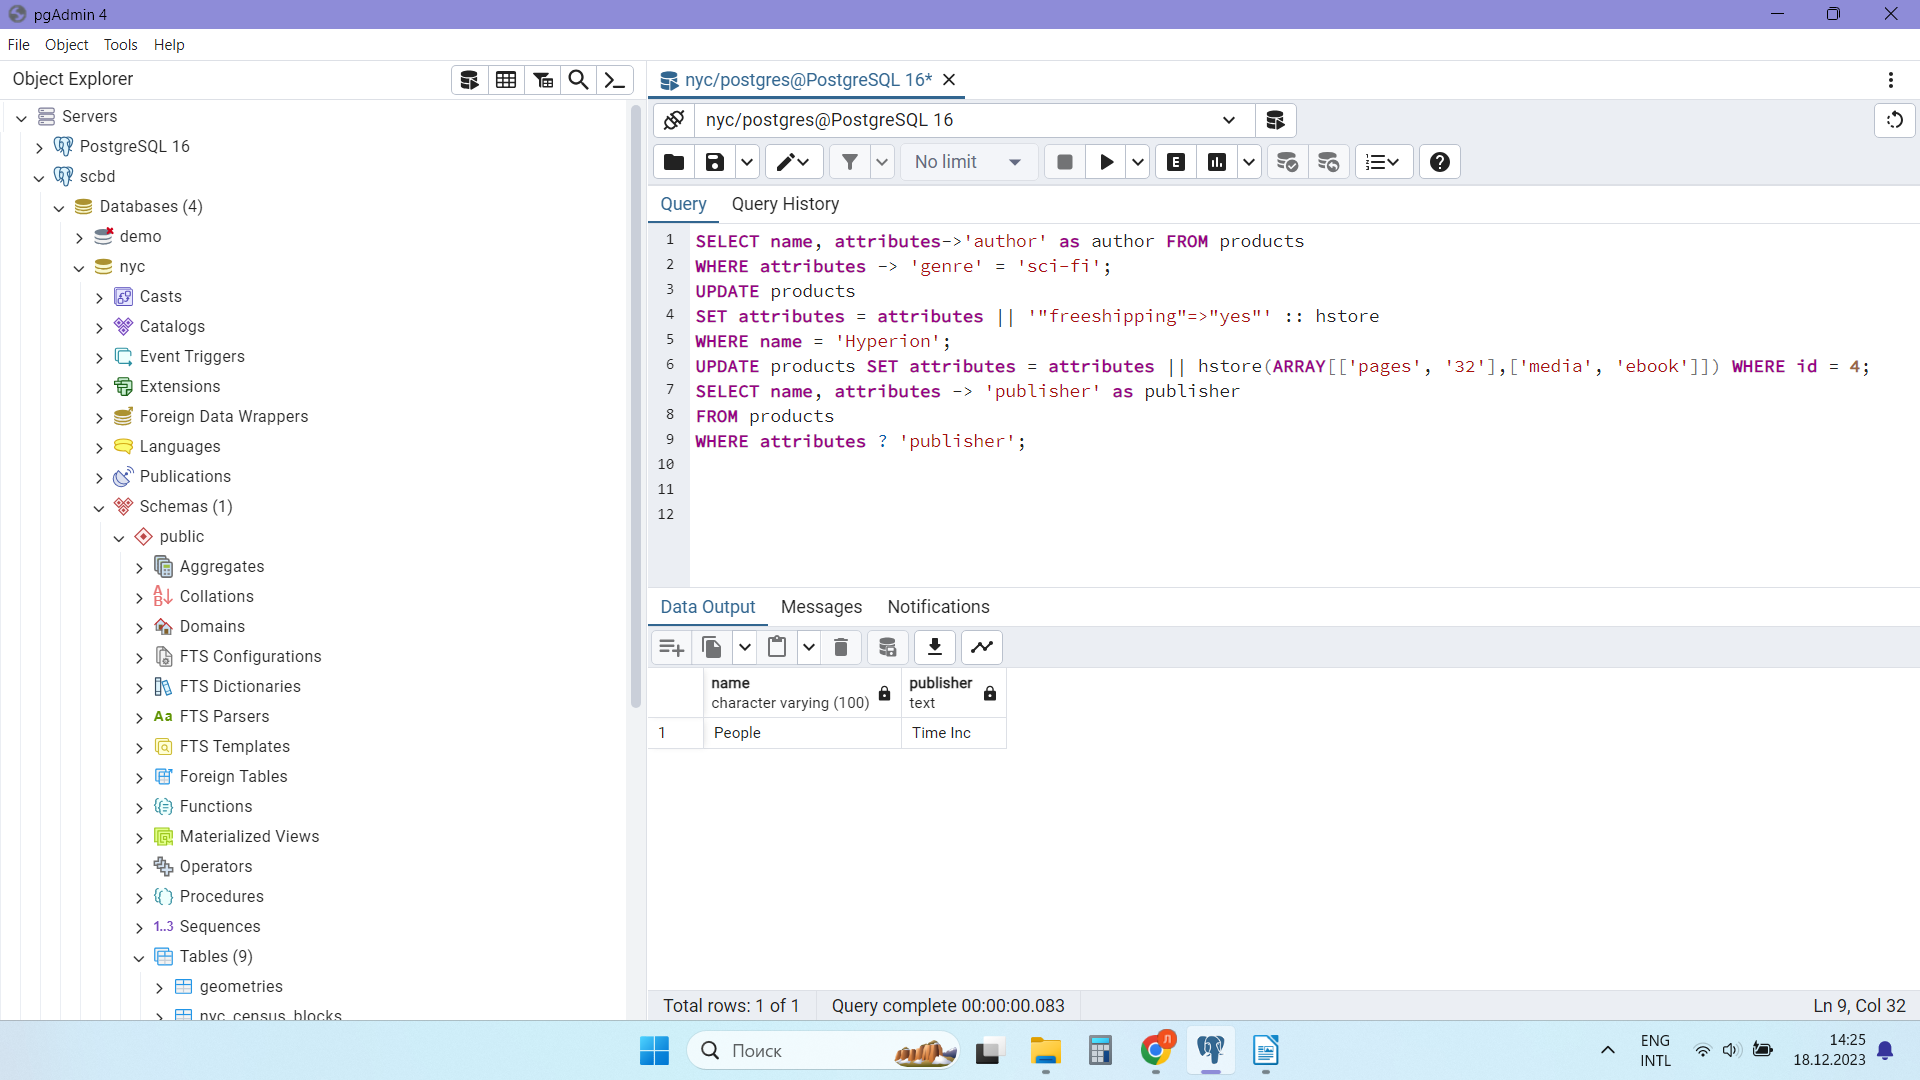 pgAdmin 4
File Object Tools Help
Object Explorer
nyc/postgres@PostgreSQL 16*
Servers
PostgreSQL 16
scbd
Databases (4)
demo
nyc
Casts
Catalogs
Event Triggers
Extensions
Foreign Data Wrappers
Languages
Publications
Schemas (1)
public
Aggregates
Collations
Domains
FTS Configurations
FTS Dictionaries
Aa FTS Parsers
FTS Templates
Foreign Tables
Functions
Materialized Views
Operators
Procedures
1..3 Sequences
Tables (9)
geometries
nyc_census_blocks
nyc/postgres@PostgreSQL 16
No limit
E
Query Query History
1 SELECT name, attributes->'author' as author FROM products
2 WHERE attributes -> 'genre' = 'sci-fi';
3 UPDATE products
4 SET attributes = attributes || '"freeshipping"=>"yes"' :: hstore
5 WHERE name = 'Hyperion';
6 UPDATE products SET attributes = attributes || hstore(ARRAY[['pages', '32'],['media', 'ebook']]) WHERE id = 4;
7 SELECT name, attributes -> 'publisher' as publisher
8 FROM products
9 WHERE attributes ? 'publisher';
10
11
12
Data Output Messages Notifications
name publisher
character varying (100) text
1 People Time Inc
Total rows: 1 of 1 Query complete 00:00:00.083 Ln 9, Col 32
Поиск
Л
ENG
INTL
14:25
18.12.2023